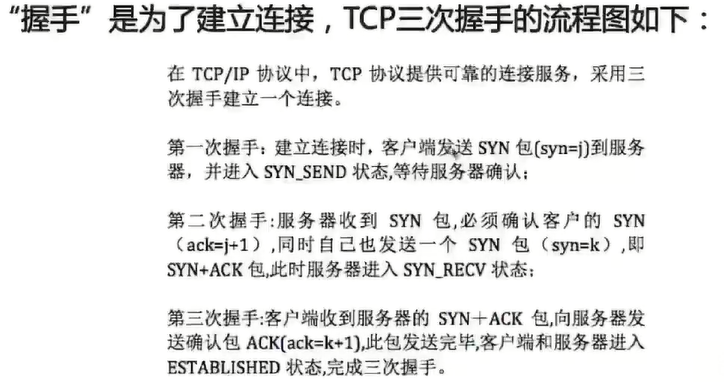 “握手”是为了建立连接，TCP三次握手的流程图如下：
在 TCP/IP 协议中，TCP 协议提供可靠的连接服务，采用三
次握手建立一个连接。
第一次握手：建立连接时，客户端发送 SYN 包(syn=j)到服务
器，并进入 SYN_SEND 状态,等待服务器确认；
第二次握手:服务器收到 SYN 包,必须确认客户的 SYN
（ack=j+1）,同时自己也发送一个 SYN 包（syn=k）,即
SYN+ACK 包,此时服务器进入 SYN_RECV 状态；
第三次握手:客户端收到服务器的 SYN＋ACK 包,向服务器发
送确认包 ACK(ack=k+1),此包发送完毕,客户端和服务器进入
ESTABLISHED 状态,完成三次握手。